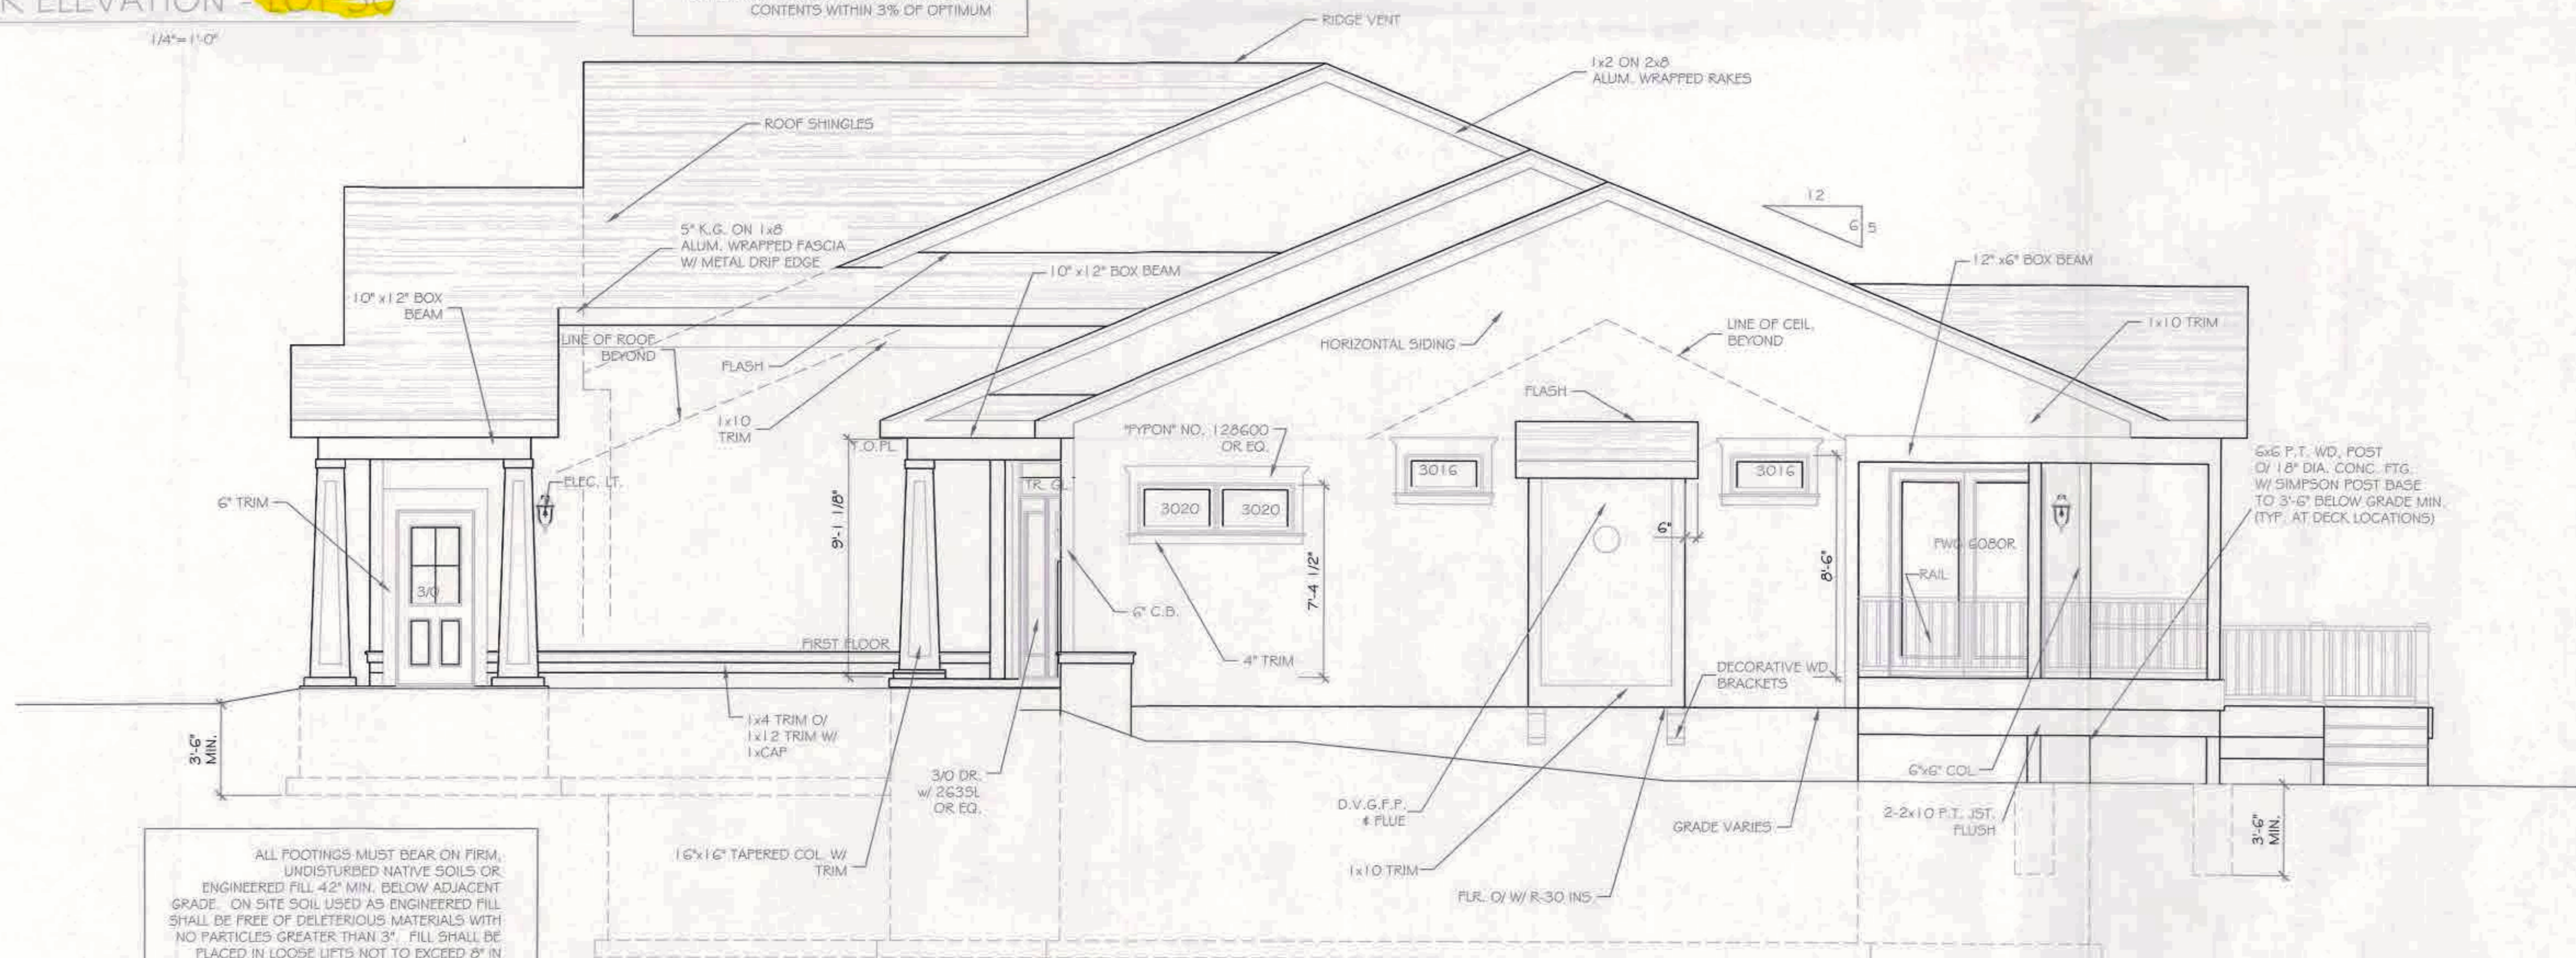 R ELEVATION - LOT 30
1/4"=1'-0"
CONTENTS WITHIN 3% OF OPTIMUM
RIDGE VENT
1x2 ON 2x8
ALUM. WRAPPED RAKES
ROOF SHINGLES
12
6 5
5" K.G. ON 1x8
ALUM. WRAPPED FASCIA
W/ METAL DRIP EDGE
10" x12" BOX BEAM
12" x6" BOX BEAM
10" x12" BOX
BEAM
1x10 TRIM
LINE OF ROOF
BEYOND
FLASH
HORIZONTAL SIDING
LINE OF CEIL.
BEYOND
FLASH
1x10
TRIM
T.O.PL.
"FYPON" NO. 128600
OR EQ.
6x6 P.T. WD. POST
O/ 18" DIA. CONC. FTG.
W/ SIMPSON POST BASE
TO 3'-6" BELOW GRADE MIN.
(TYP. AT DECK LOCATIONS)
3016
3016
ELEC. LT.
TR. GL.
6" TRIM
3020
3020
9'-1 1/8"
6"
FWG 6080R
RAIL
7'-4 1/2"
8'-6"
3/0
6" C.B.
FIRST FLOOR
4" TRIM
DECORATIVE WD.
BRACKETS
3'-6"
MIN.
1x4 TRIM O/
1x12 TRIM W/
1xCAP
3/0 DR.
w/ 2635L
OR EQ.
D.V.G.F.P.
& FLUE
GRADE VARIES
6"x6" COL.
2-2x10 P.T. JST.
FLUSH
3'-6"
MIN.
16"x16" TAPERED COL. W/
TRIM
1x10 TRIM
FLR. O/ W/ R-30 INS.
ALL FOOTINGS MUST BEAR ON FIRM,
UNDISTURBED NATIVE SOILS OR
ENGINEERED FILL 42" MIN. BELOW ADJACENT
GRADE. ON SITE SOIL USED AS ENGINEERED FILL
SHALL BE FREE OF DELETERIOUS MATERIALS WITH
NO PARTICLES GREATER THAN 3". FILL SHALL BE
PLACED IN LOOSE LIFTS NOT TO EXCEED 8" IN